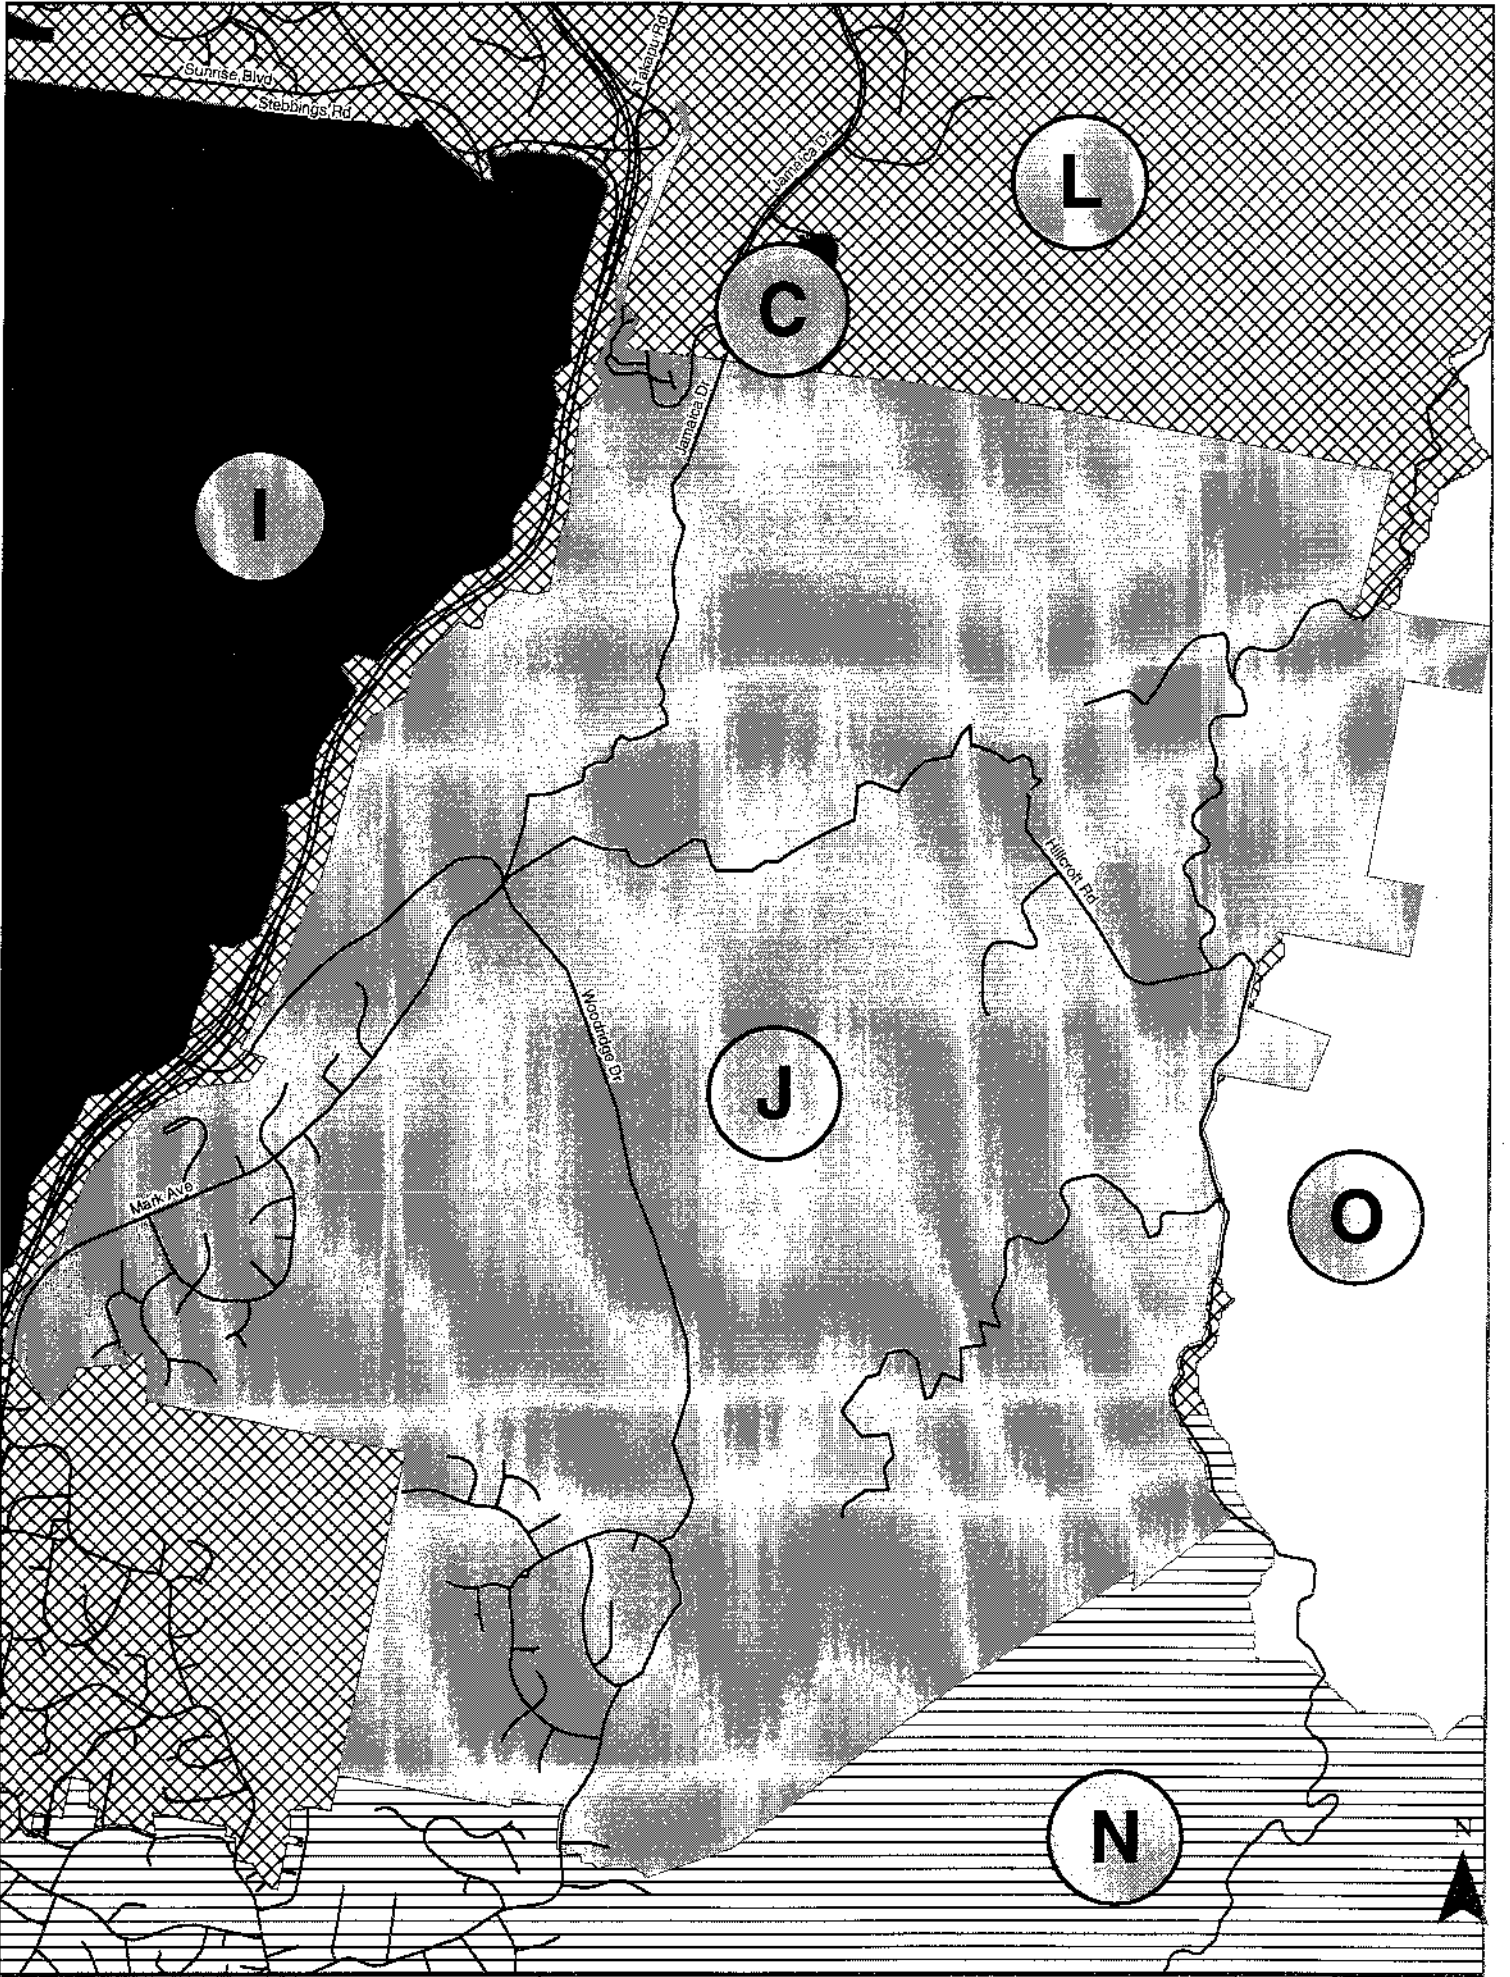 Takapu Rd
Sunrise Blvd
Stebbings Rd
Jamaica Dr
L
C
Jamaica Dr
I
Hillcroft Rd
Woodridge Dr
J
Mark Ave
O
N
N